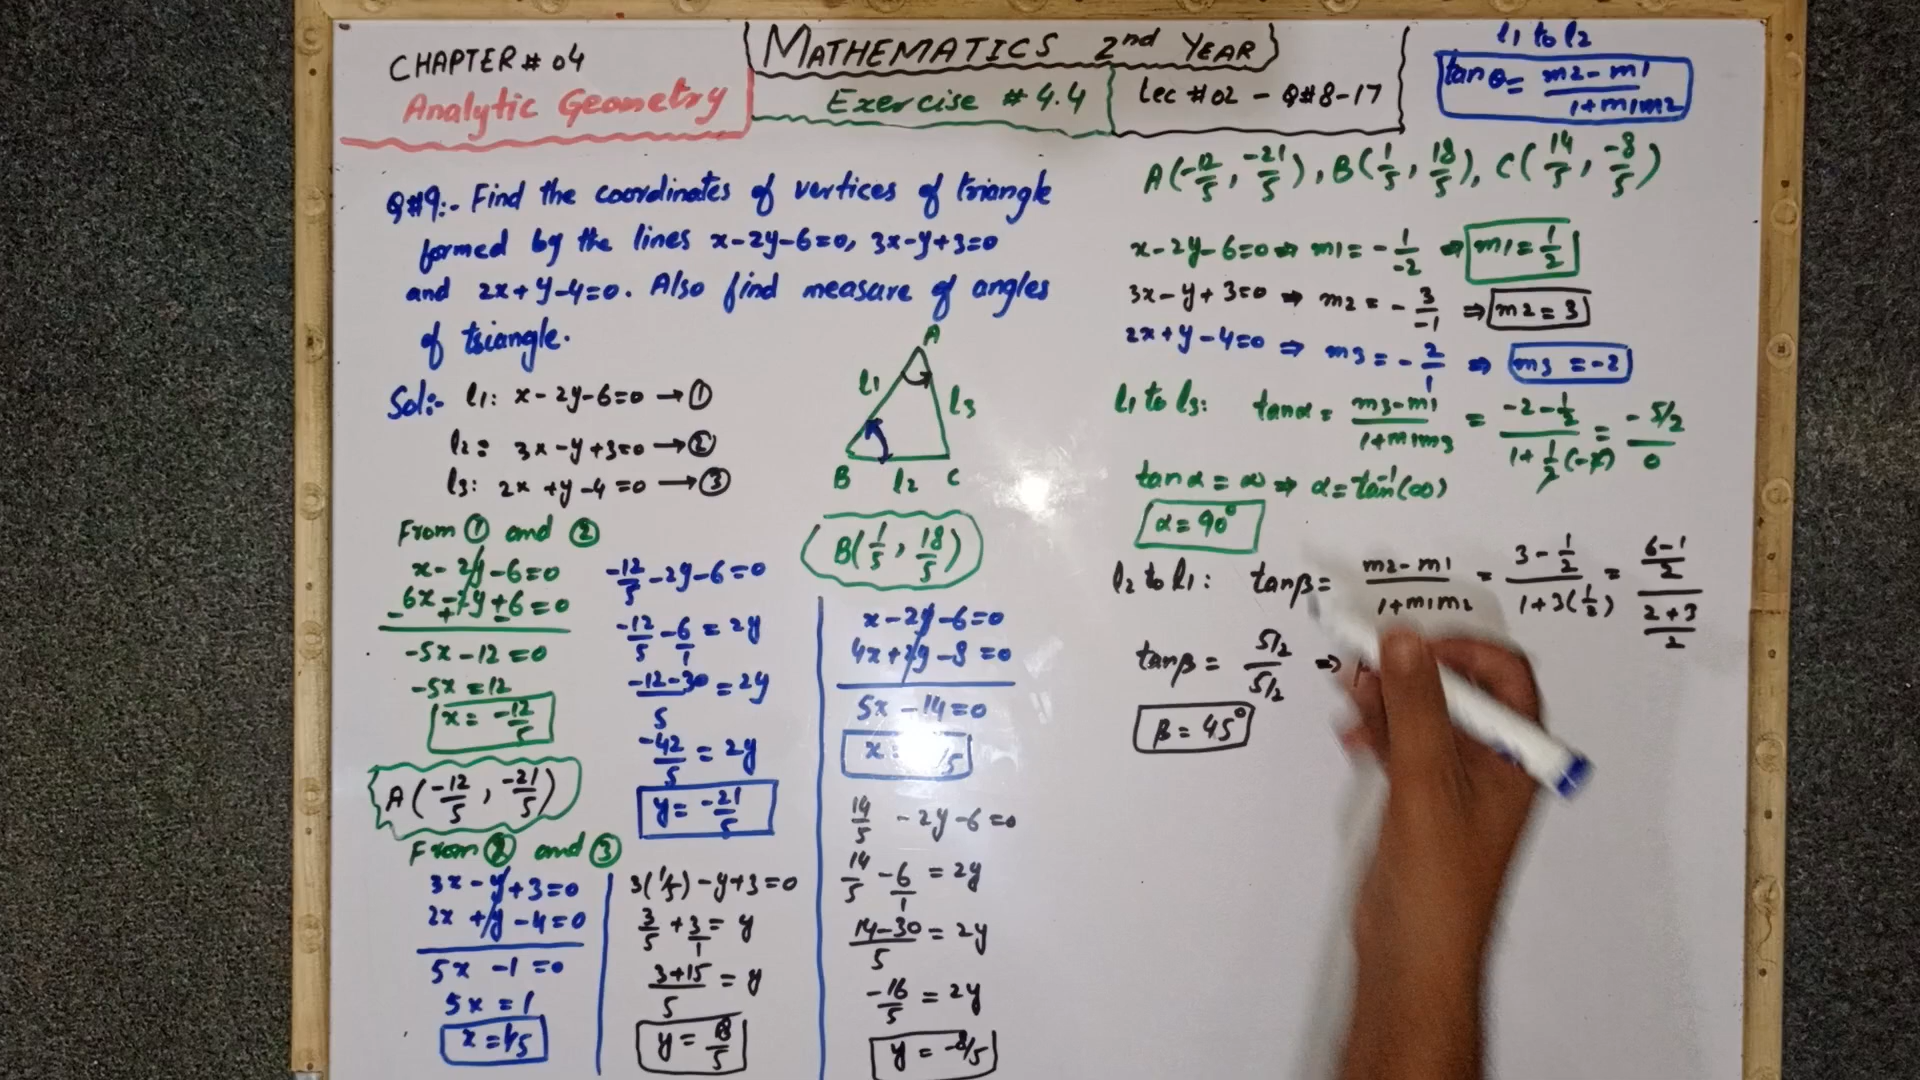 CHAPTER # 04
Analytic Geometry
MATHEMATICS 2nd YEAR
Exercise # 4.4
Lec # 02 - Q#8-17
l1 to l2
tanθ = m2-m1 / 1+m1m2
Q#9:- Find the coordinates of vertices of triangle
formed by the lines x-2y-6=0, 3x-y+3=0
and 2x+y-4=0. Also find measure of angles
of triangle.
Sol:- l1: x-2y-6=0 → ①
l2: 3x-y+3=0 → ②
l3: 2x+y-4=0 → ③
A
l1
l3
B l2 C
From ① and ②
x-2y-6=0
6x-2y+6=0
- + -
-5x-12=0
-5x=12
x = -12/5
A(-12/5, -21/5)
-12/5 -2y-6=0
-12/5 - 6/1 = 2y
-12-30/5 = 2y
-42/5 = 2y
y = -21/5
B(1/5, 18/5)
From ② and ③
3x-y+3=0
2x+y-4=0
5x-1=0
5x=1
x=1/5
3(1/5)-y+3=0
3/5 + 3/1 = y
3+15/5 = y
y = 18/5
x-2y-6=0
4x+2y-8=0
5x-14=0
x = /5
14/5 -2y-6=0
14/5 - 6/1 = 2y
14-30/5 = 2y
-16/5 = 2y
y = -8/5
A(-12/5, -21/5), B(1/5, 18/5), C(14/5, -8/5)
x-2y-6=0 ⇒ m1 = -1/-2 ⇒ m1 = 1/2
3x-y+3=0 ⇒ m2 = -3/-1 ⇒ m2 = 3
2x+y-4=0 ⇒ m3 = -2/1 ⇒ m3 = -2
l1 to l3: tanα = m3-m1 / 1+m1m3 = -2-1/2 / 1+1/2(-2) = -5/2 / 0
tanα = ∞ ⇒ α = tan⁻¹(∞)
α = 90°
l2 to l1: tanβ = m2-m1 / 1+m1m2 = 3-1/2 / 1+3(1/2) = 6-1/2 / 2+3/2
tanβ = 5/2 / 5/2 ⇒
β = 45°